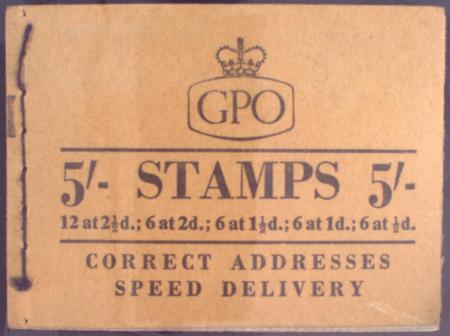 GPO
5/- STAMPS 5/-
12 at 2½d.; 6 at 2d.; 6 at 1½d.; 6 at 1d.; 6 at ½d.
CORRECT ADDRESSES
SPEED DELIVERY